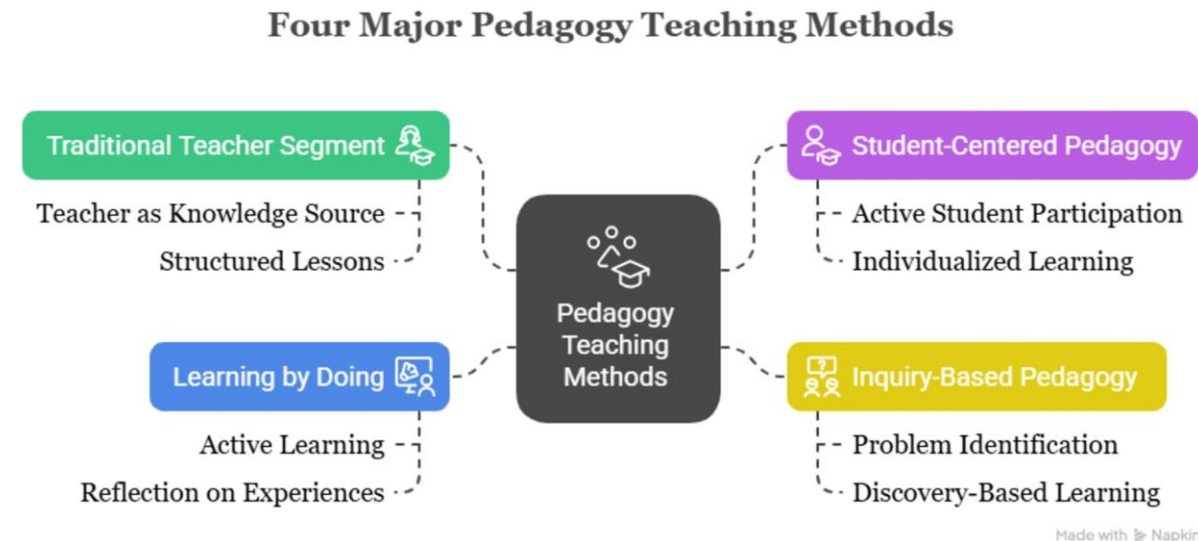 Four Major Pedagogy Teaching Methods
Traditional Teacher Segment
Teacher as Knowledge Source
Structured Lessons
Learning by Doing
Active Learning
Reflection on Experiences
Pedagogy
Teaching
Methods
Student-Centered Pedagogy
Active Student Participation
Individualized Learning
Inquiry-Based Pedagogy
Problem Identification
Discovery-Based Learning
Made with Napkin